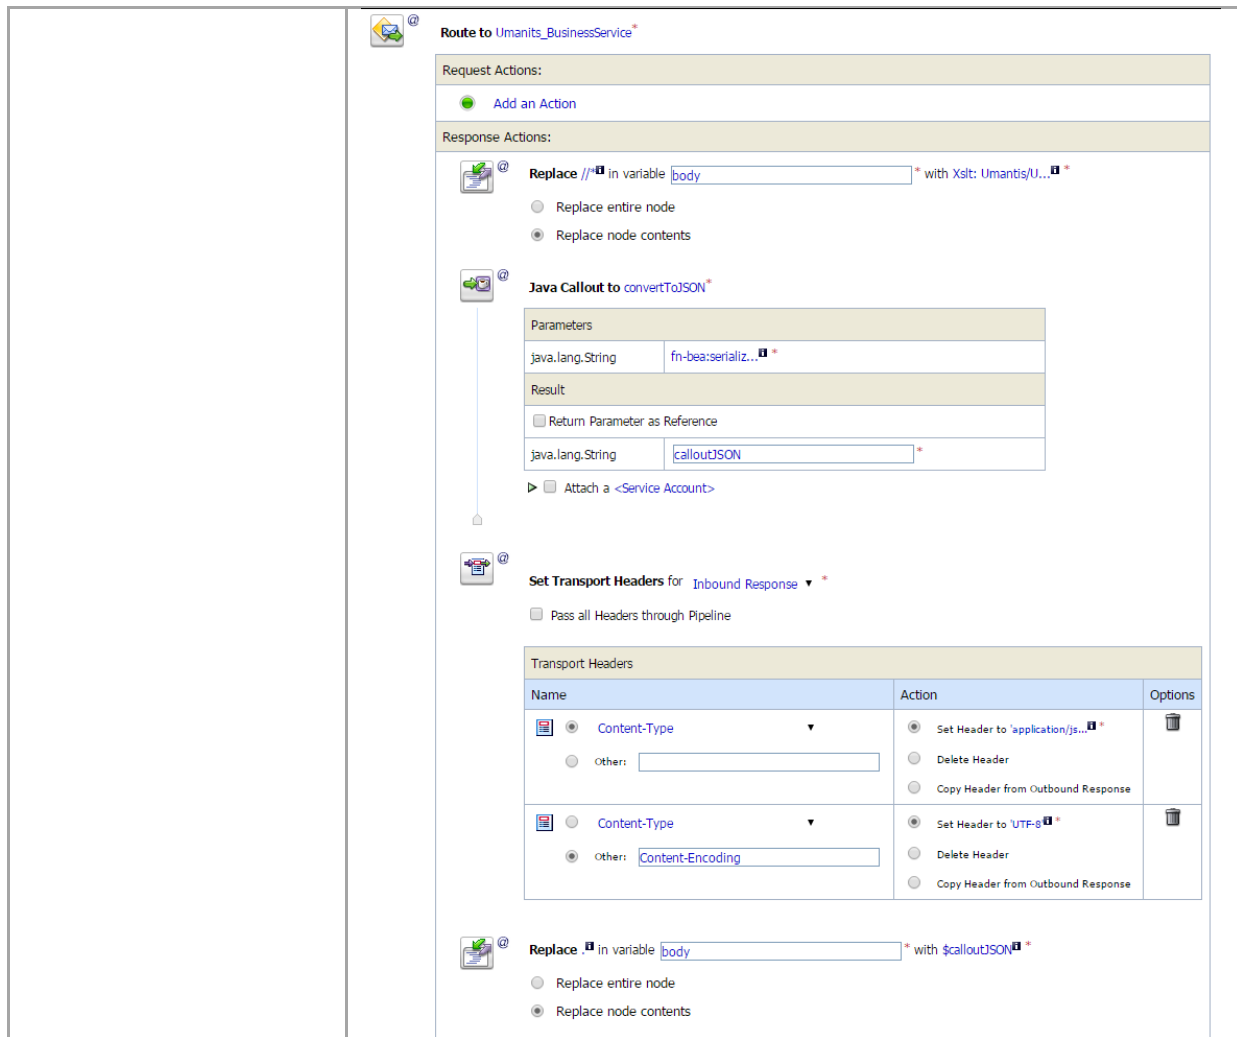 @
Route to Umanits_BusinessService*
Request Actions:
Add an Action
Response Actions:
@
Replace //* in variable body * with Xslt: Umantis/U... *
Replace entire node
Replace node contents
@
Java Callout to convertToJSON*
Parameters
java.lang.String fn-bea:serializ... *
Result
Return Parameter as Reference
java.lang.String calloutJSON *
Attach a <Service Account>
@
Set Transport Headers for Inbound Response *
Pass all Headers through Pipeline
Transport Headers
Name Action Options
Content-Type Set Header to 'application/js... *
Other: Delete Header
Copy Header from Outbound Response
Content-Type Set Header to 'UTF-8' *
Other: Content-Encoding Delete Header
Copy Header from Outbound Response
@
Replace . in variable body * with $calloutJSON *
Replace entire node
Replace node contents